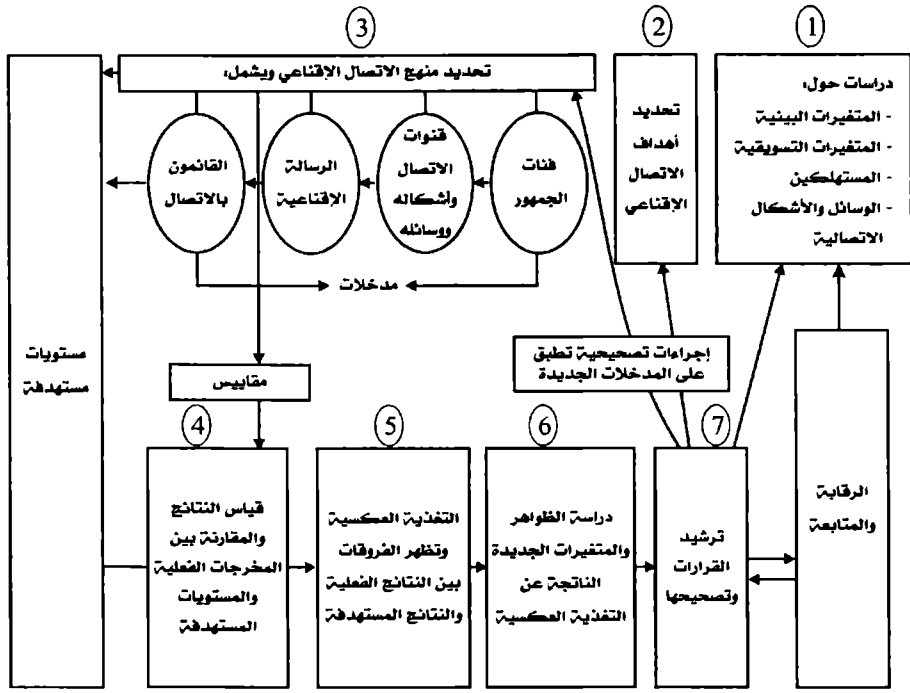 ①
دراسات حول:
- المتغيرات البيئية
- المتغيرات التسويقية
- المستهلكين
- الوسائل والأشكال
الاتصالية
②
تحديد
أهداف
الاتصال
الإقناعي
③
تحديد منهج الاتصال الإقناعي ويشمل:
فئات
الجمهور
قنوات
الاتصال
وأشكاله
ووسائله
الرسالة
الإقناعية
القائمون
بالاتصال
مدخلات
مستويات
مستهدفة
مقاييس
إجراءات تصحيحية تطبق
على المدخلات الجديدة
④
قياس النتائج
والمقارنة بين
المخرجات الفعلية
والمستويات
المستهدفة
⑤
التغذية العكسية
وتظهر الفروقات
بين النتائج الفعلية
والنتائج المستهدفة
⑥
دراسة الظواهر
والمتغيرات الجديدة
الناتجة عن
التغذية العكسية
⑦
ترشيد
القرارات
وتصحيحها
الرقابة
والمتابعة